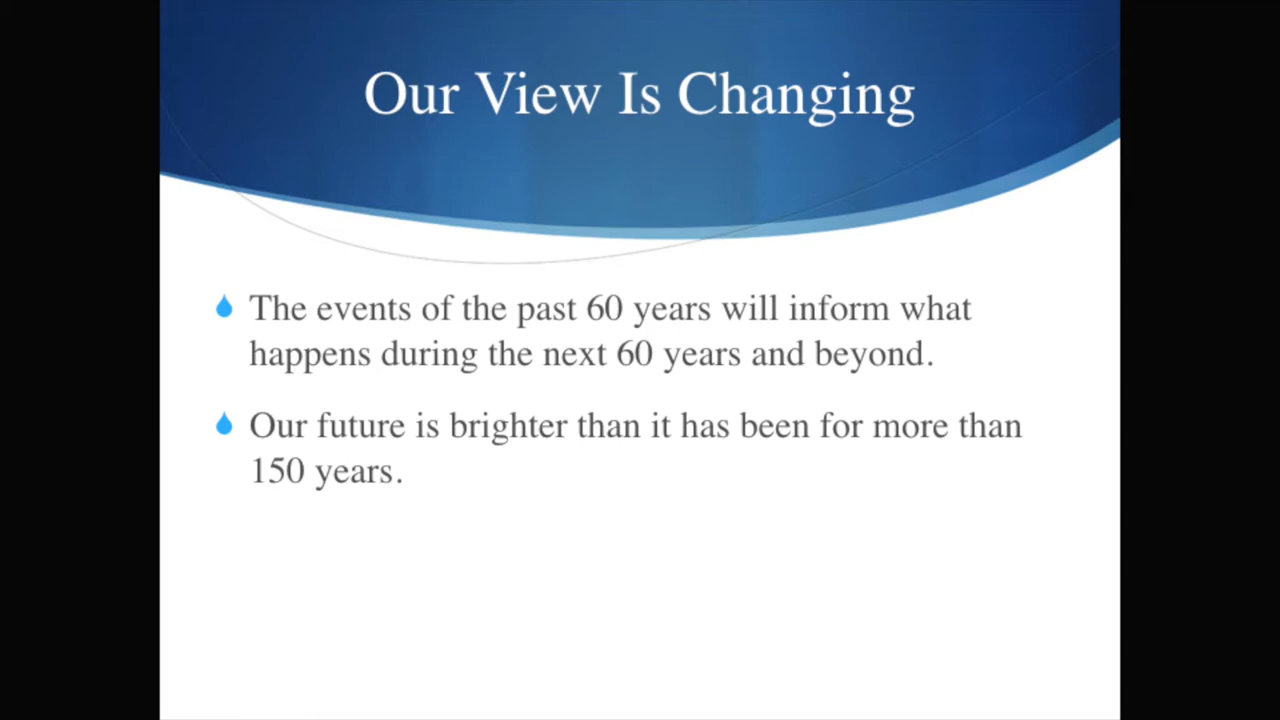 Our View Is Changing
The events of the past 60 years will inform what
happens during the next 60 years and beyond.
Our future is brighter than it has been for more than
150 years.